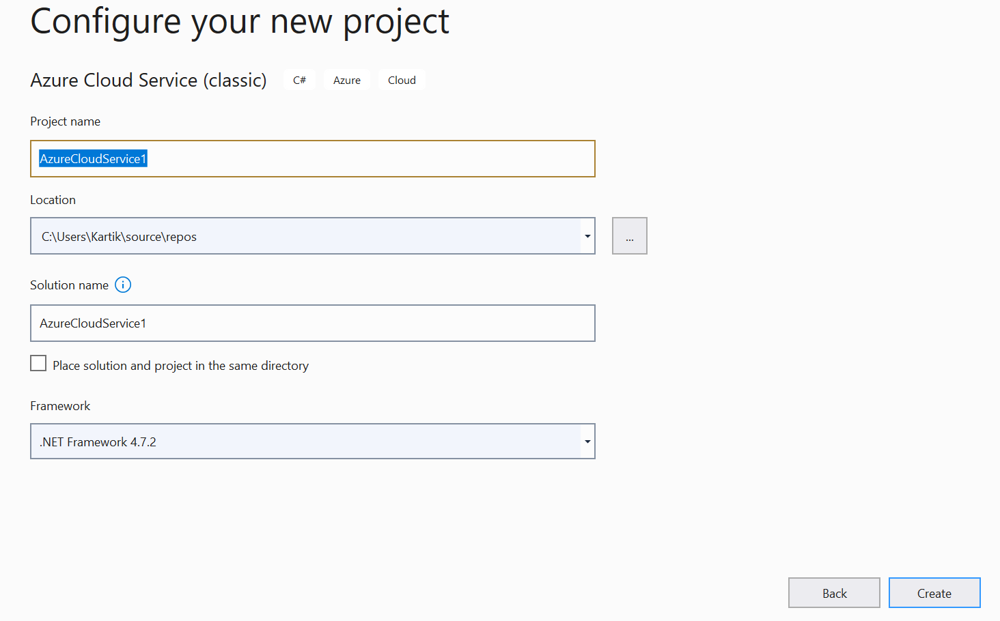 Configure your new project
Azure Cloud Service (classic) C# Azure Cloud
Project name
AzureCloudService1
Location
C:\Users\Kartik\source\repos
...
Solution name
AzureCloudService1
Place solution and project in the same directory
Framework
.NET Framework 4.7.2
Back Create